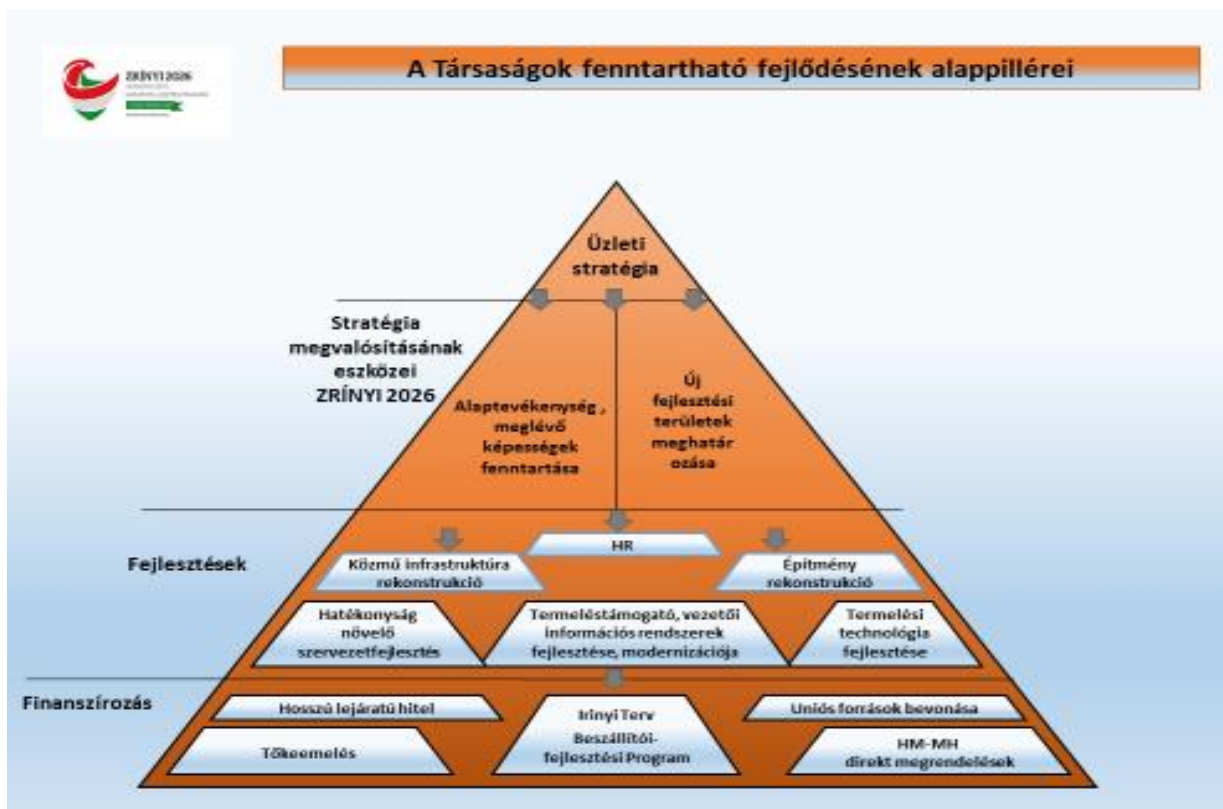 ZRÍNYI 2026
A Társaságok fenntartható fejlődésének alappillérei
Üzleti
stratégia
Stratégia
megvalósításának
eszközei
ZRÍNYI 2026
Alaptevékenység ,
meglévő
képességek
fenntartása
Új
fejlesztési
területek
meghatár
ozása
Fejlesztések
HR
Közmű infrastruktúra
rekonstrukció
Építmény
rekonstrukció
Hatékonyság
növelő
szervezetfejlesztés
Termeléstámogató, vezetői
információs rendszerek
fejlesztése, modernizációja
Termelési
technológia
fejlesztése
Finanszírozás
Hosszú lejáratú hitel
Irinyi Terv
Beszállítói-
fejlesztési Program
Uniós források bevonása
Tőkeemelés
HM-MH
direkt megrendelések